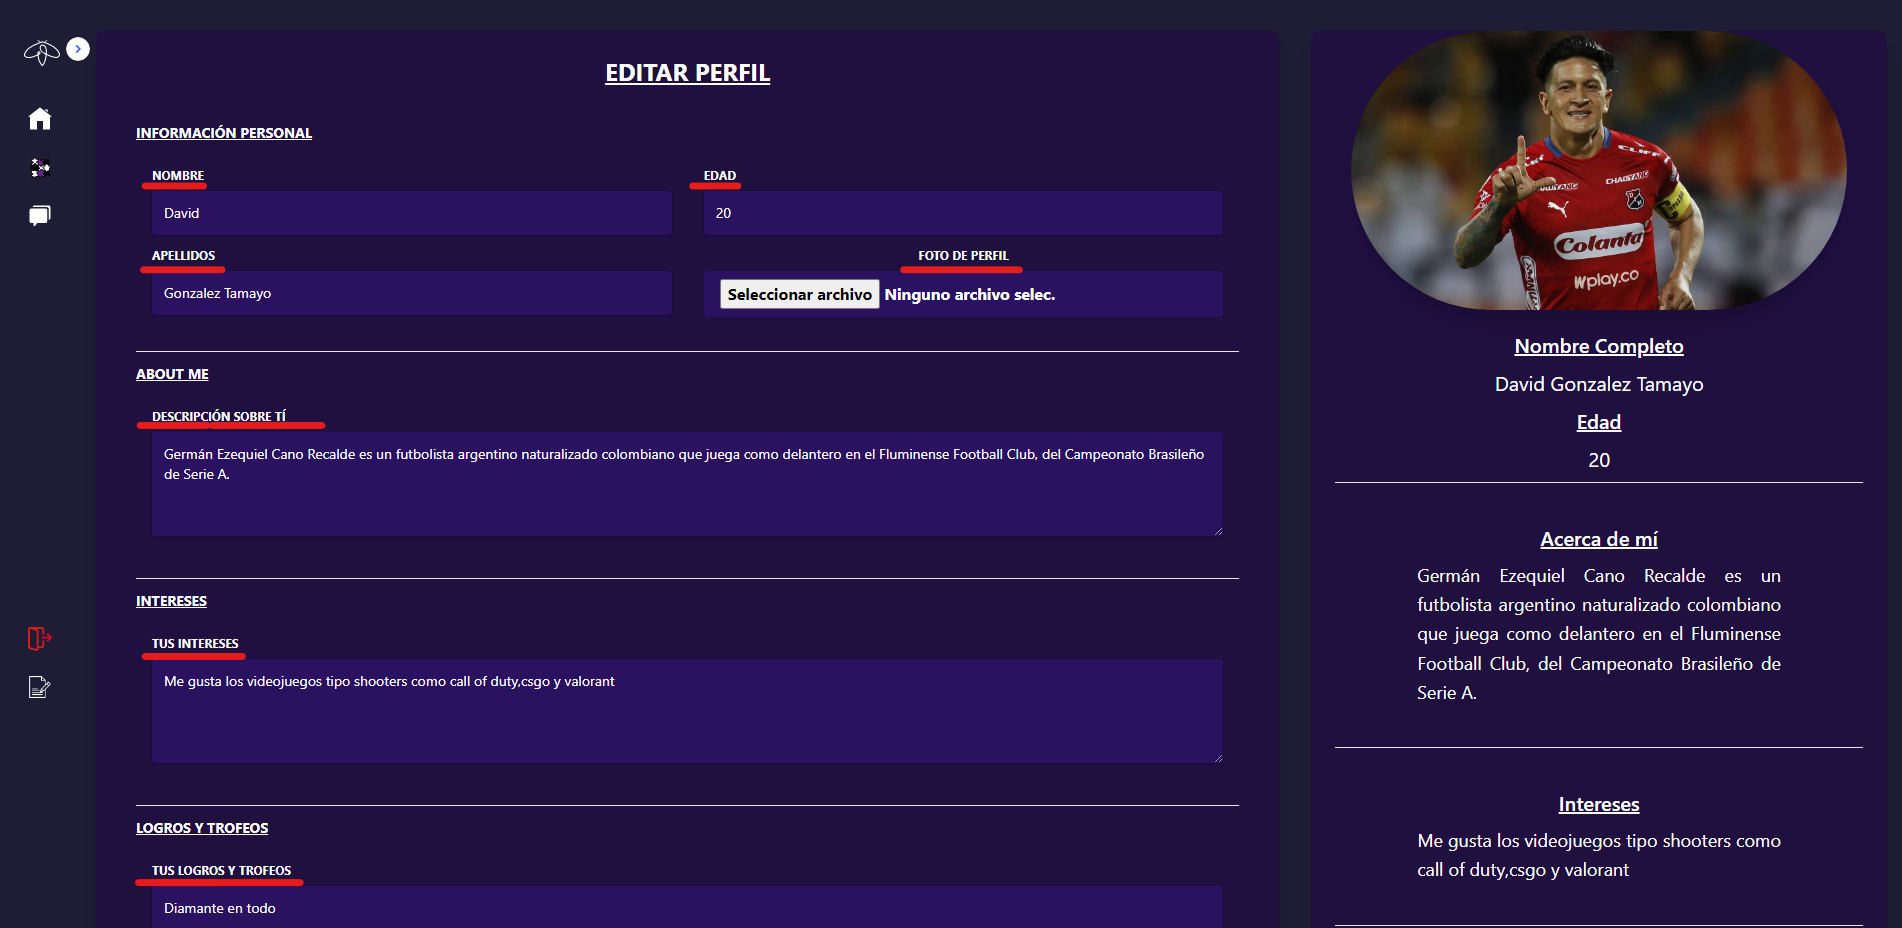 EDITAR PERFIL
INFORMACIÓN PERSONAL
NOMBRE
David
EDAD
20
APELLIDOS
Gonzalez Tamayo
FOTO DE PERFIL
Seleccionar archivo Ninguno archivo selec.
ABOUT ME
DESCRIPCIÓN SOBRE TÍ
Germán Ezequiel Cano Recalde es un futbolista argentino naturalizado colombiano que juega como delantero en el Fluminense Football Club, del Campeonato Brasileño
de Serie A.
INTERESES
TUS INTERESES
Me gusta los videojuegos tipo shooters como call of duty,csgo y valorant
LOGROS Y TROFEOS
TUS LOGROS Y TROFEOS
Diamante en todo
CLIFF
CHAOYANG
CHAOYANG
Colanta
Wplay.co
Nombre Completo
David Gonzalez Tamayo
Edad
20
Acerca de mí
Germán Ezequiel Cano Recalde es un
futbolista argentino naturalizado colombiano
que juega como delantero en el Fluminense
Football Club, del Campeonato Brasileño de
Serie A.
Intereses
Me gusta los videojuegos tipo shooters como
call of duty,csgo y valorant